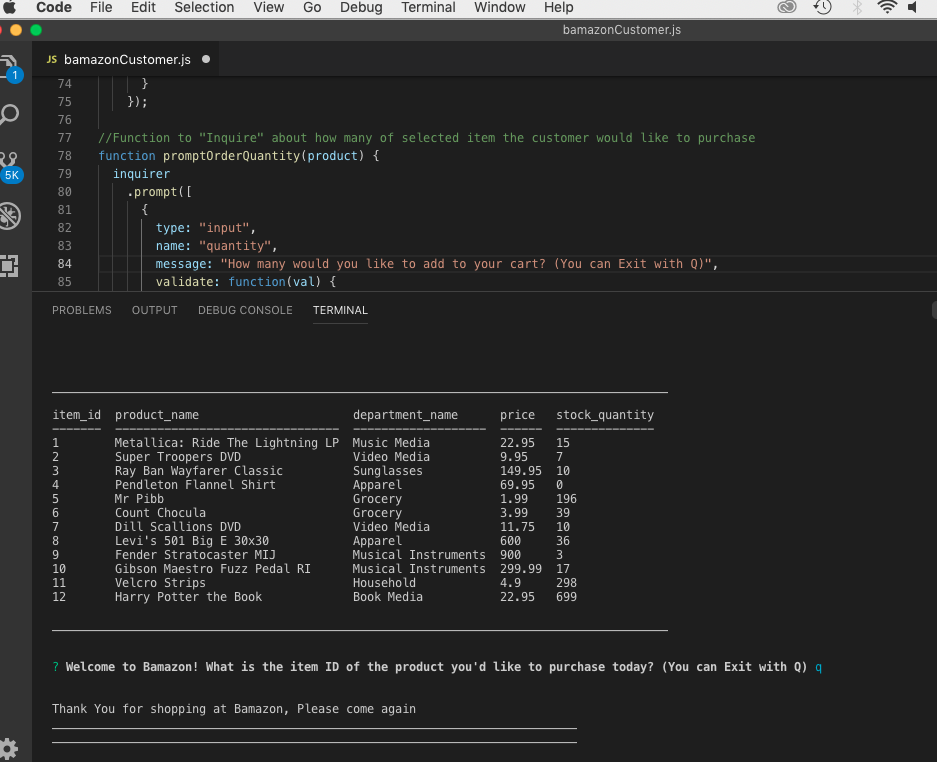 Code File Edit Selection View Go Debug Terminal Window Help
bamazonCustomer.js
JS bamazonCustomer.js
1
5K
74 }
75 });
76
77 //Function to "Inquire" about how many of selected item the customer would like to purchase
78 function promptOrderQuantity(product) {
79 inquirer
80 .prompt([
81 {
82 type: "input",
83 name: "quantity",
84 message: "How many would you like to add to your cart? (You can Exit with Q)",
85 validate: function(val) {
PROBLEMS OUTPUT DEBUG CONSOLE TERMINAL
item_id product_name department_name price stock_quantity
1 Metallica: Ride The Lightning LP Music Media 22.95 15
2 Super Troopers DVD Video Media 9.95 7
3 Ray Ban Wayfarer Classic Sunglasses 149.95 10
4 Pendleton Flannel Shirt Apparel 69.95 0
5 Mr Pibb Grocery 1.99 196
6 Count Chocula Grocery 3.99 39
7 Dill Scallions DVD Video Media 11.75 10
8 Levi's 501 Big E 30x30 Apparel 600 36
9 Fender Stratocaster MIJ Musical Instruments 900 3
10 Gibson Maestro Fuzz Pedal RI Musical Instruments 299.99 17
11 Velcro Strips Household 4.9 298
12 Harry Potter the Book Book Media 22.95 699
? Welcome to Bamazon! What is the item ID of the product you'd like to purchase today? (You can Exit with Q) q
Thank You for shopping at Bamazon, Please come again